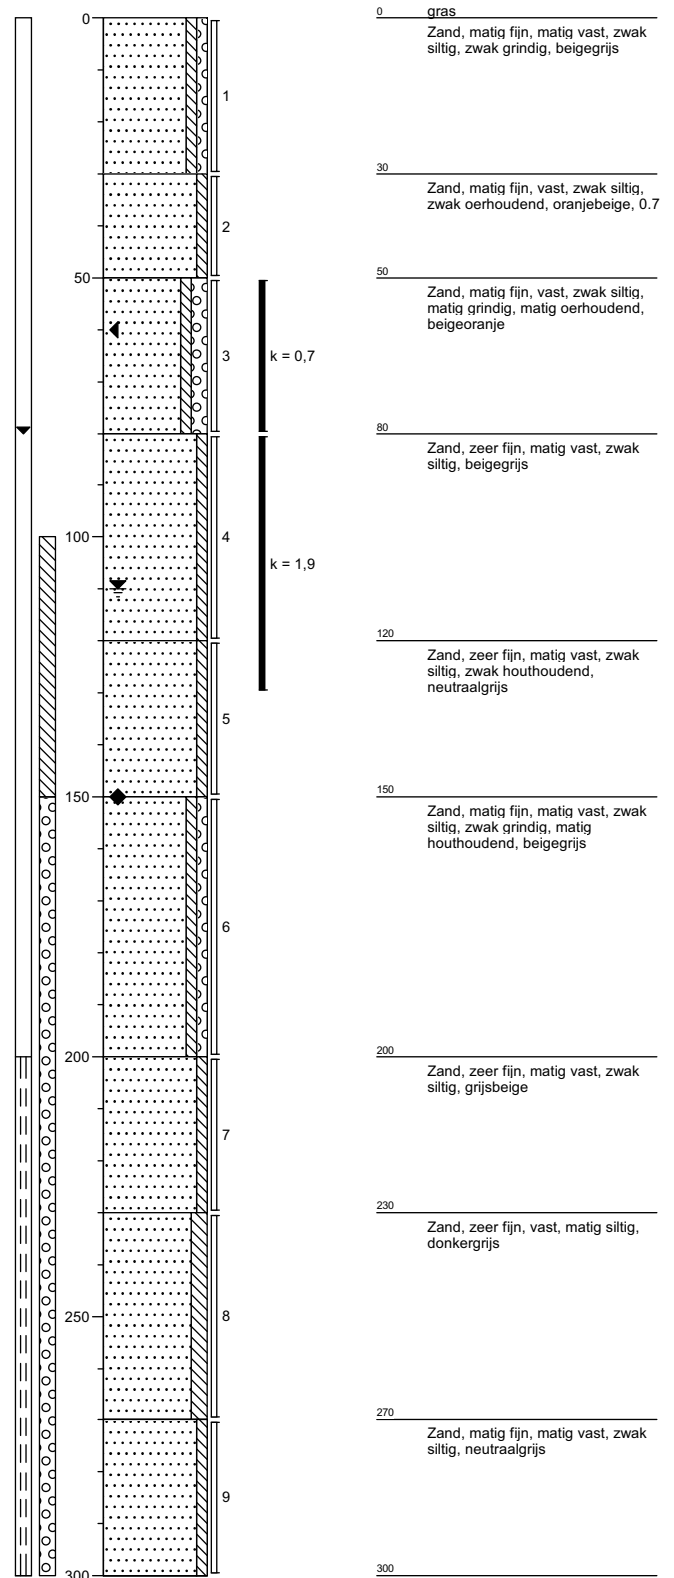 0
gras
Zand, matig fijn, matig vast, zwak
siltig, zwak grindig, beigegrijs
1
30
Zand, matig fijn, vast, zwak siltig,
zwak oerhoudend, oranjebeige, 0.7
2
50
50
Zand, matig fijn, vast, zwak siltig,
matig grindig, matig oerhoudend,
beigeoranje
3
k = 0,7
80
Zand, zeer fijn, matig vast, zwak
siltig, beigegrijs
100
4
k = 1,9
120
Zand, zeer fijn, matig vast, zwak
siltig, zwak houthoudend,
neutraalgrijs
5
150
150
Zand, matig fijn, matig vast, zwak
siltig, zwak grindig, matig
houthoudend, beigegrijs
6
200
200
Zand, zeer fijn, matig vast, zwak
siltig, grijsbeige
7
230
Zand, zeer fijn, vast, matig siltig,
donkergrijs
250
8
270
Zand, matig fijn, matig vast, zwak
siltig, neutraalgrijs
9
300
300
0